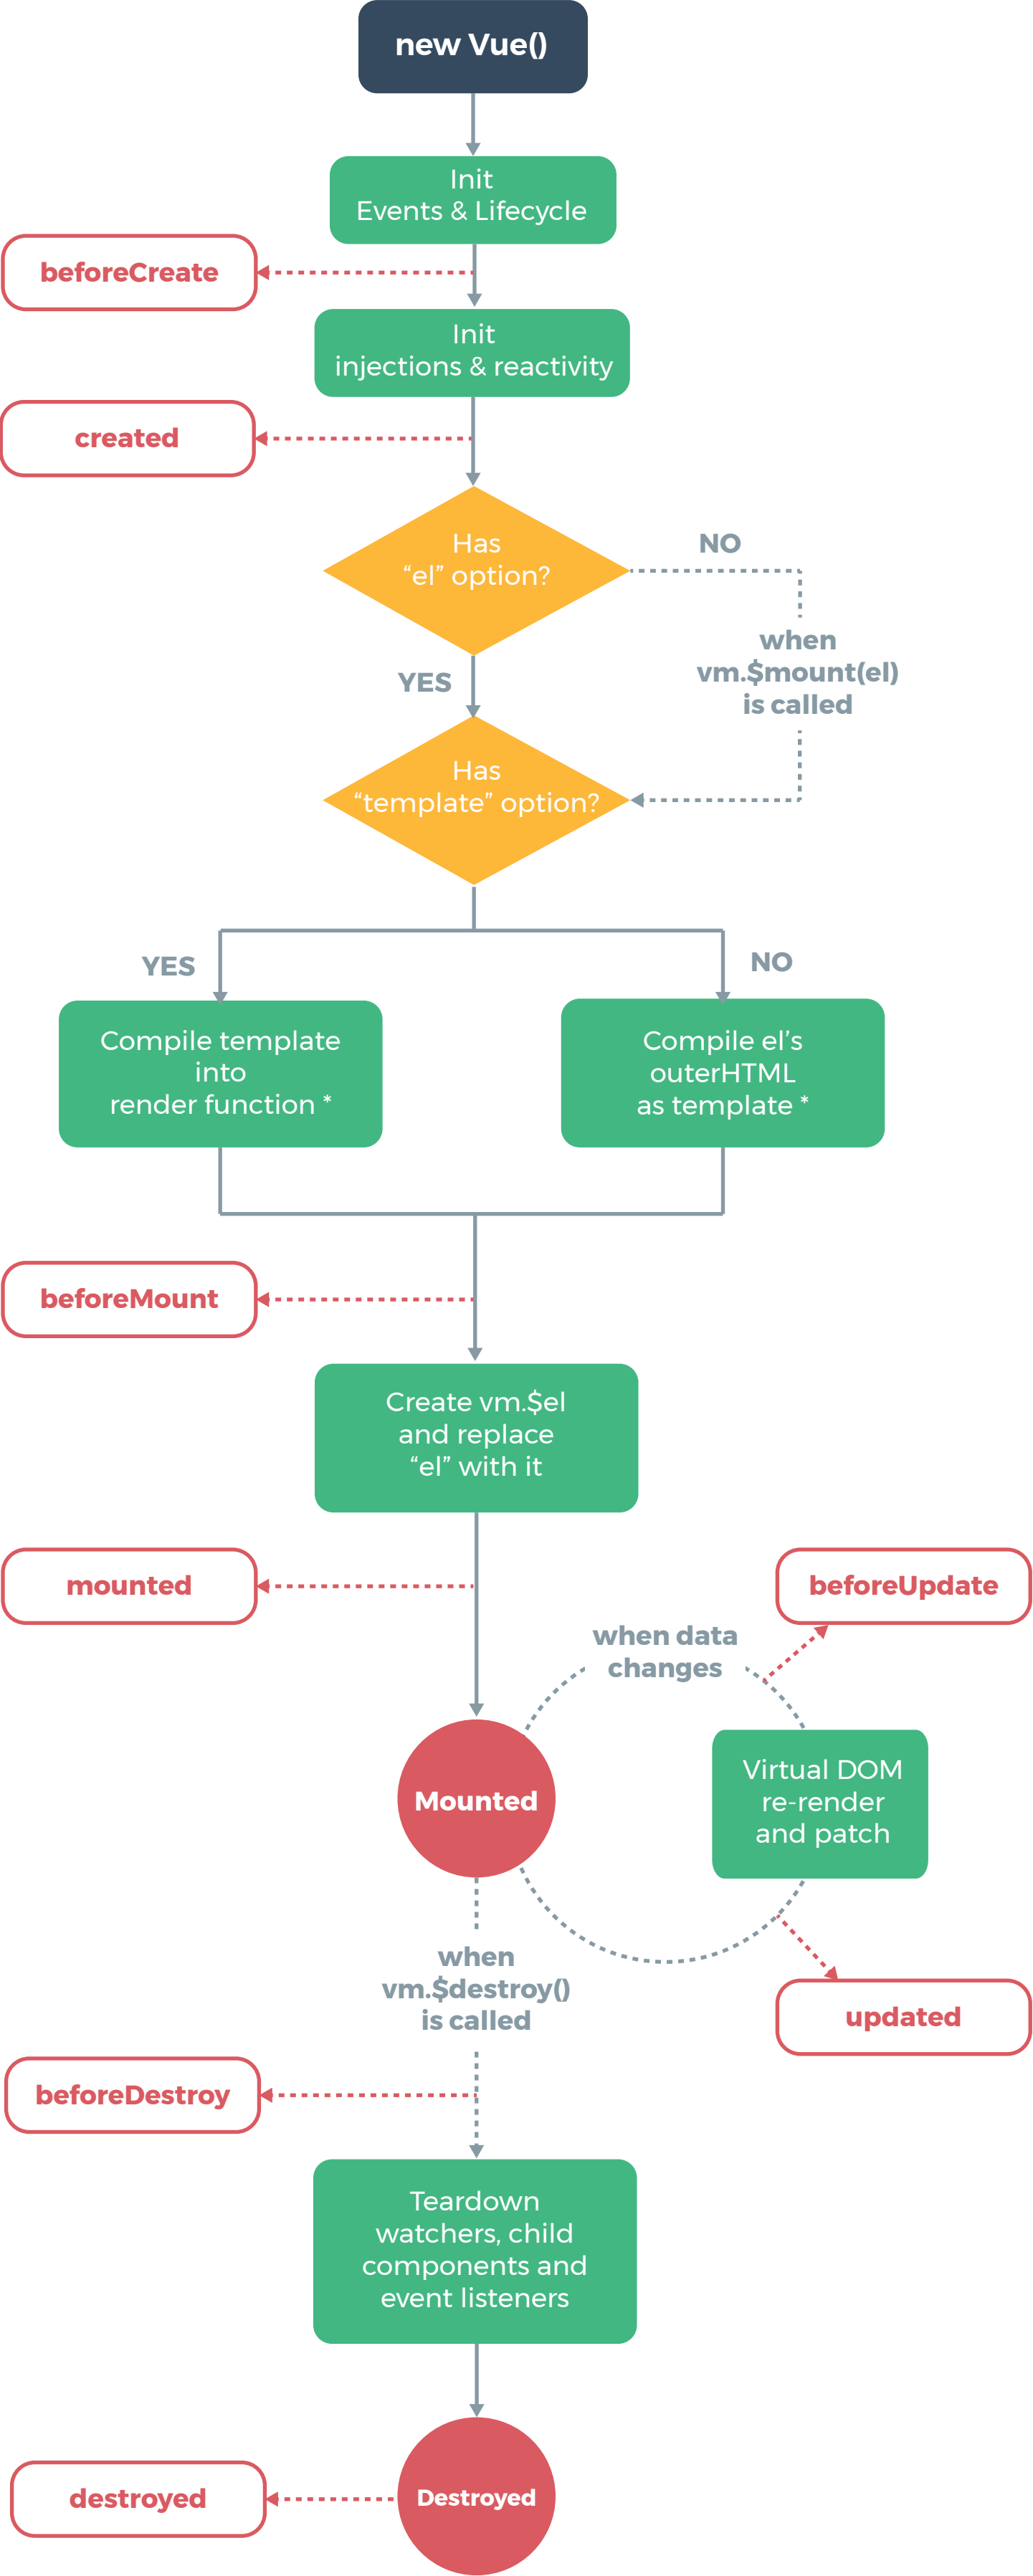 new Vue()
Init
Events & Lifecycle
beforeCreate
Init
injections & reactivity
created
Has
“el” option?
NO
when
vm.$mount(el)
is called
YES
Has
“template” option?
YES
NO
Compile template
into
render function *
Compile el’s
outerHTML
as template *
beforeMount
Create vm.$el
and replace
“el” with it
mounted
beforeUpdate
when data
changes
Mounted
Virtual DOM
re-render
and patch
when
vm.$destroy()
is called
updated
beforeDestroy
Teardown
watchers, child
components and
event listeners
destroyed
Destroyed